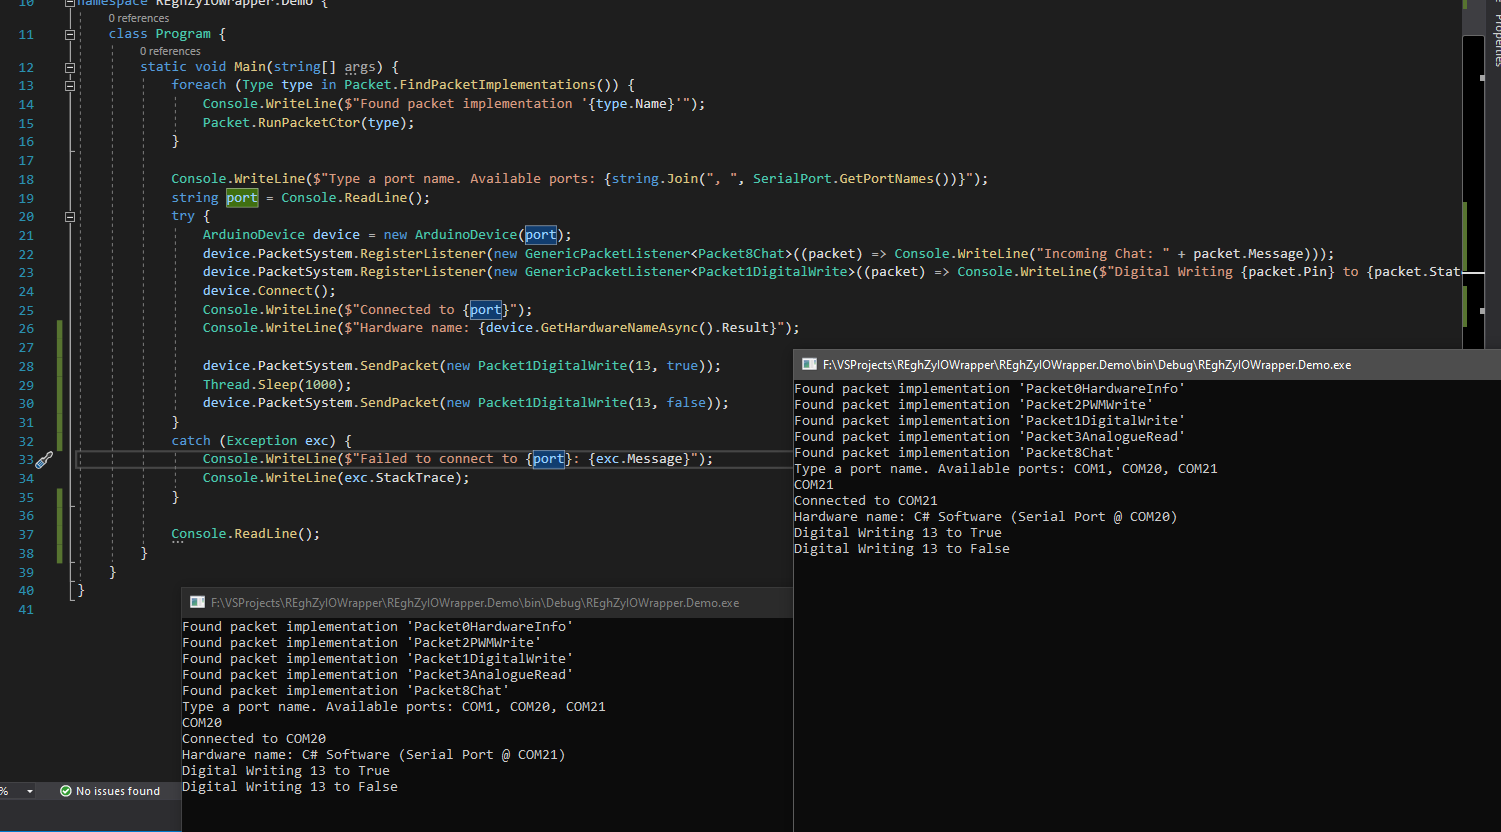 10 namespace REghZyIOWrapper.Demo {
0 references
11 class Program {
0 references
12 static void Main(string[] args) {
13 foreach (Type type in Packet.FindPacketImplementations()) {
14 Console.WriteLine($"Found packet implementation '{type.Name}'");
15 Packet.RunPacketCtor(type);
16 }
17
18 Console.WriteLine($"Type a port name. Available ports: {string.Join(", ", SerialPort.GetPortNames())}");
19 string port = Console.ReadLine();
20 try {
21 ArduinoDevice device = new ArduinoDevice(port);
22 device.PacketSystem.RegisterListener(new GenericPacketListener<Packet8Chat>((packet) => Console.WriteLine("Incoming Chat: " + packet.Message)));
23 device.PacketSystem.RegisterListener(new GenericPacketListener<Packet1DigitalWrite>((packet) => Console.WriteLine($"Digital Writing {packet.Pin} to {packet.Stat
24 device.Connect();
25 Console.WriteLine($"Connected to {port}");
26 Console.WriteLine($"Hardware name: {device.GetHardwareNameAsync().Result}");
27
28 device.PacketSystem.SendPacket(new Packet1DigitalWrite(13, true));
29 Thread.Sleep(1000);
30 device.PacketSystem.SendPacket(new Packet1DigitalWrite(13, false));
31 }
32 catch (Exception exc) {
33 Console.WriteLine($"Failed to connect to {port}: {exc.Message}");
34 Console.WriteLine(exc.StackTrace);
35 }
36
37 Console.ReadLine();
38 }
39 }
40 }
41
Properties
F:\VSProjects\REghZyIOWrapper\REghZyIOWrapper.Demo\bin\Debug\REghZyIOWrapper.Demo.exe
Found packet implementation 'Packet0HardwareInfo'
Found packet implementation 'Packet2PWMWrite'
Found packet implementation 'Packet1DigitalWrite'
Found packet implementation 'Packet3AnalogueRead'
Found packet implementation 'Packet8Chat'
Type a port name. Available ports: COM1, COM20, COM21
COM21
Connected to COM21
Hardware name: C# Software (Serial Port @ COM20)
Digital Writing 13 to True
Digital Writing 13 to False
F:\VSProjects\REghZyIOWrapper\REghZyIOWrapper.Demo\bin\Debug\REghZyIOWrapper.Demo.exe
Found packet implementation 'Packet0HardwareInfo'
Found packet implementation 'Packet2PWMWrite'
Found packet implementation 'Packet1DigitalWrite'
Found packet implementation 'Packet3AnalogueRead'
Found packet implementation 'Packet8Chat'
Type a port name. Available ports: COM1, COM20, COM21
COM20
Connected to COM20
Hardware name: C# Software (Serial Port @ COM21)
Digital Writing 13 to True
Digital Writing 13 to False
% No issues found